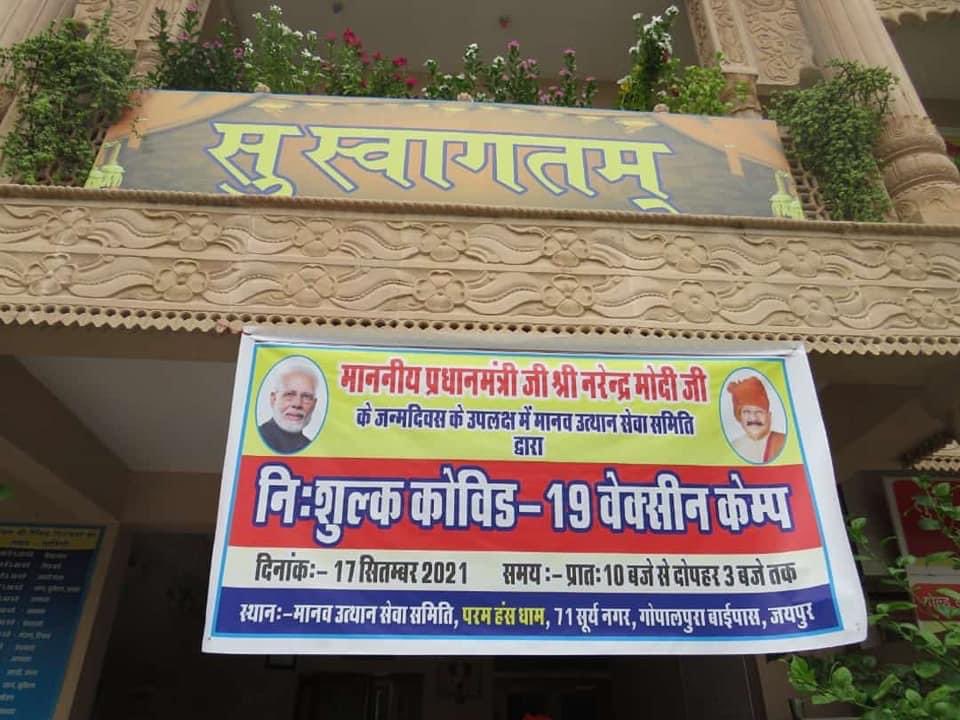 सु स्वागतम्
माननीय प्रधानमंत्री जी श्री नरेन्द्र मोदी जी
के जन्मदिवस के उपलक्ष में मानव उत्थान सेवा समिति
द्वारा
निःशुल्क कोविड-19 वेक्सीन केम्प
दिनांकः- 17 सितम्बर 2021 समय :- प्रातः 10 बजे से दोपहर 3 बजे तक
स्थानः-मानव उत्थान सेवा समिति, परम हंस धाम, 71 सूर्य नगर, गोपालपुरा बाईपास, जयपुर